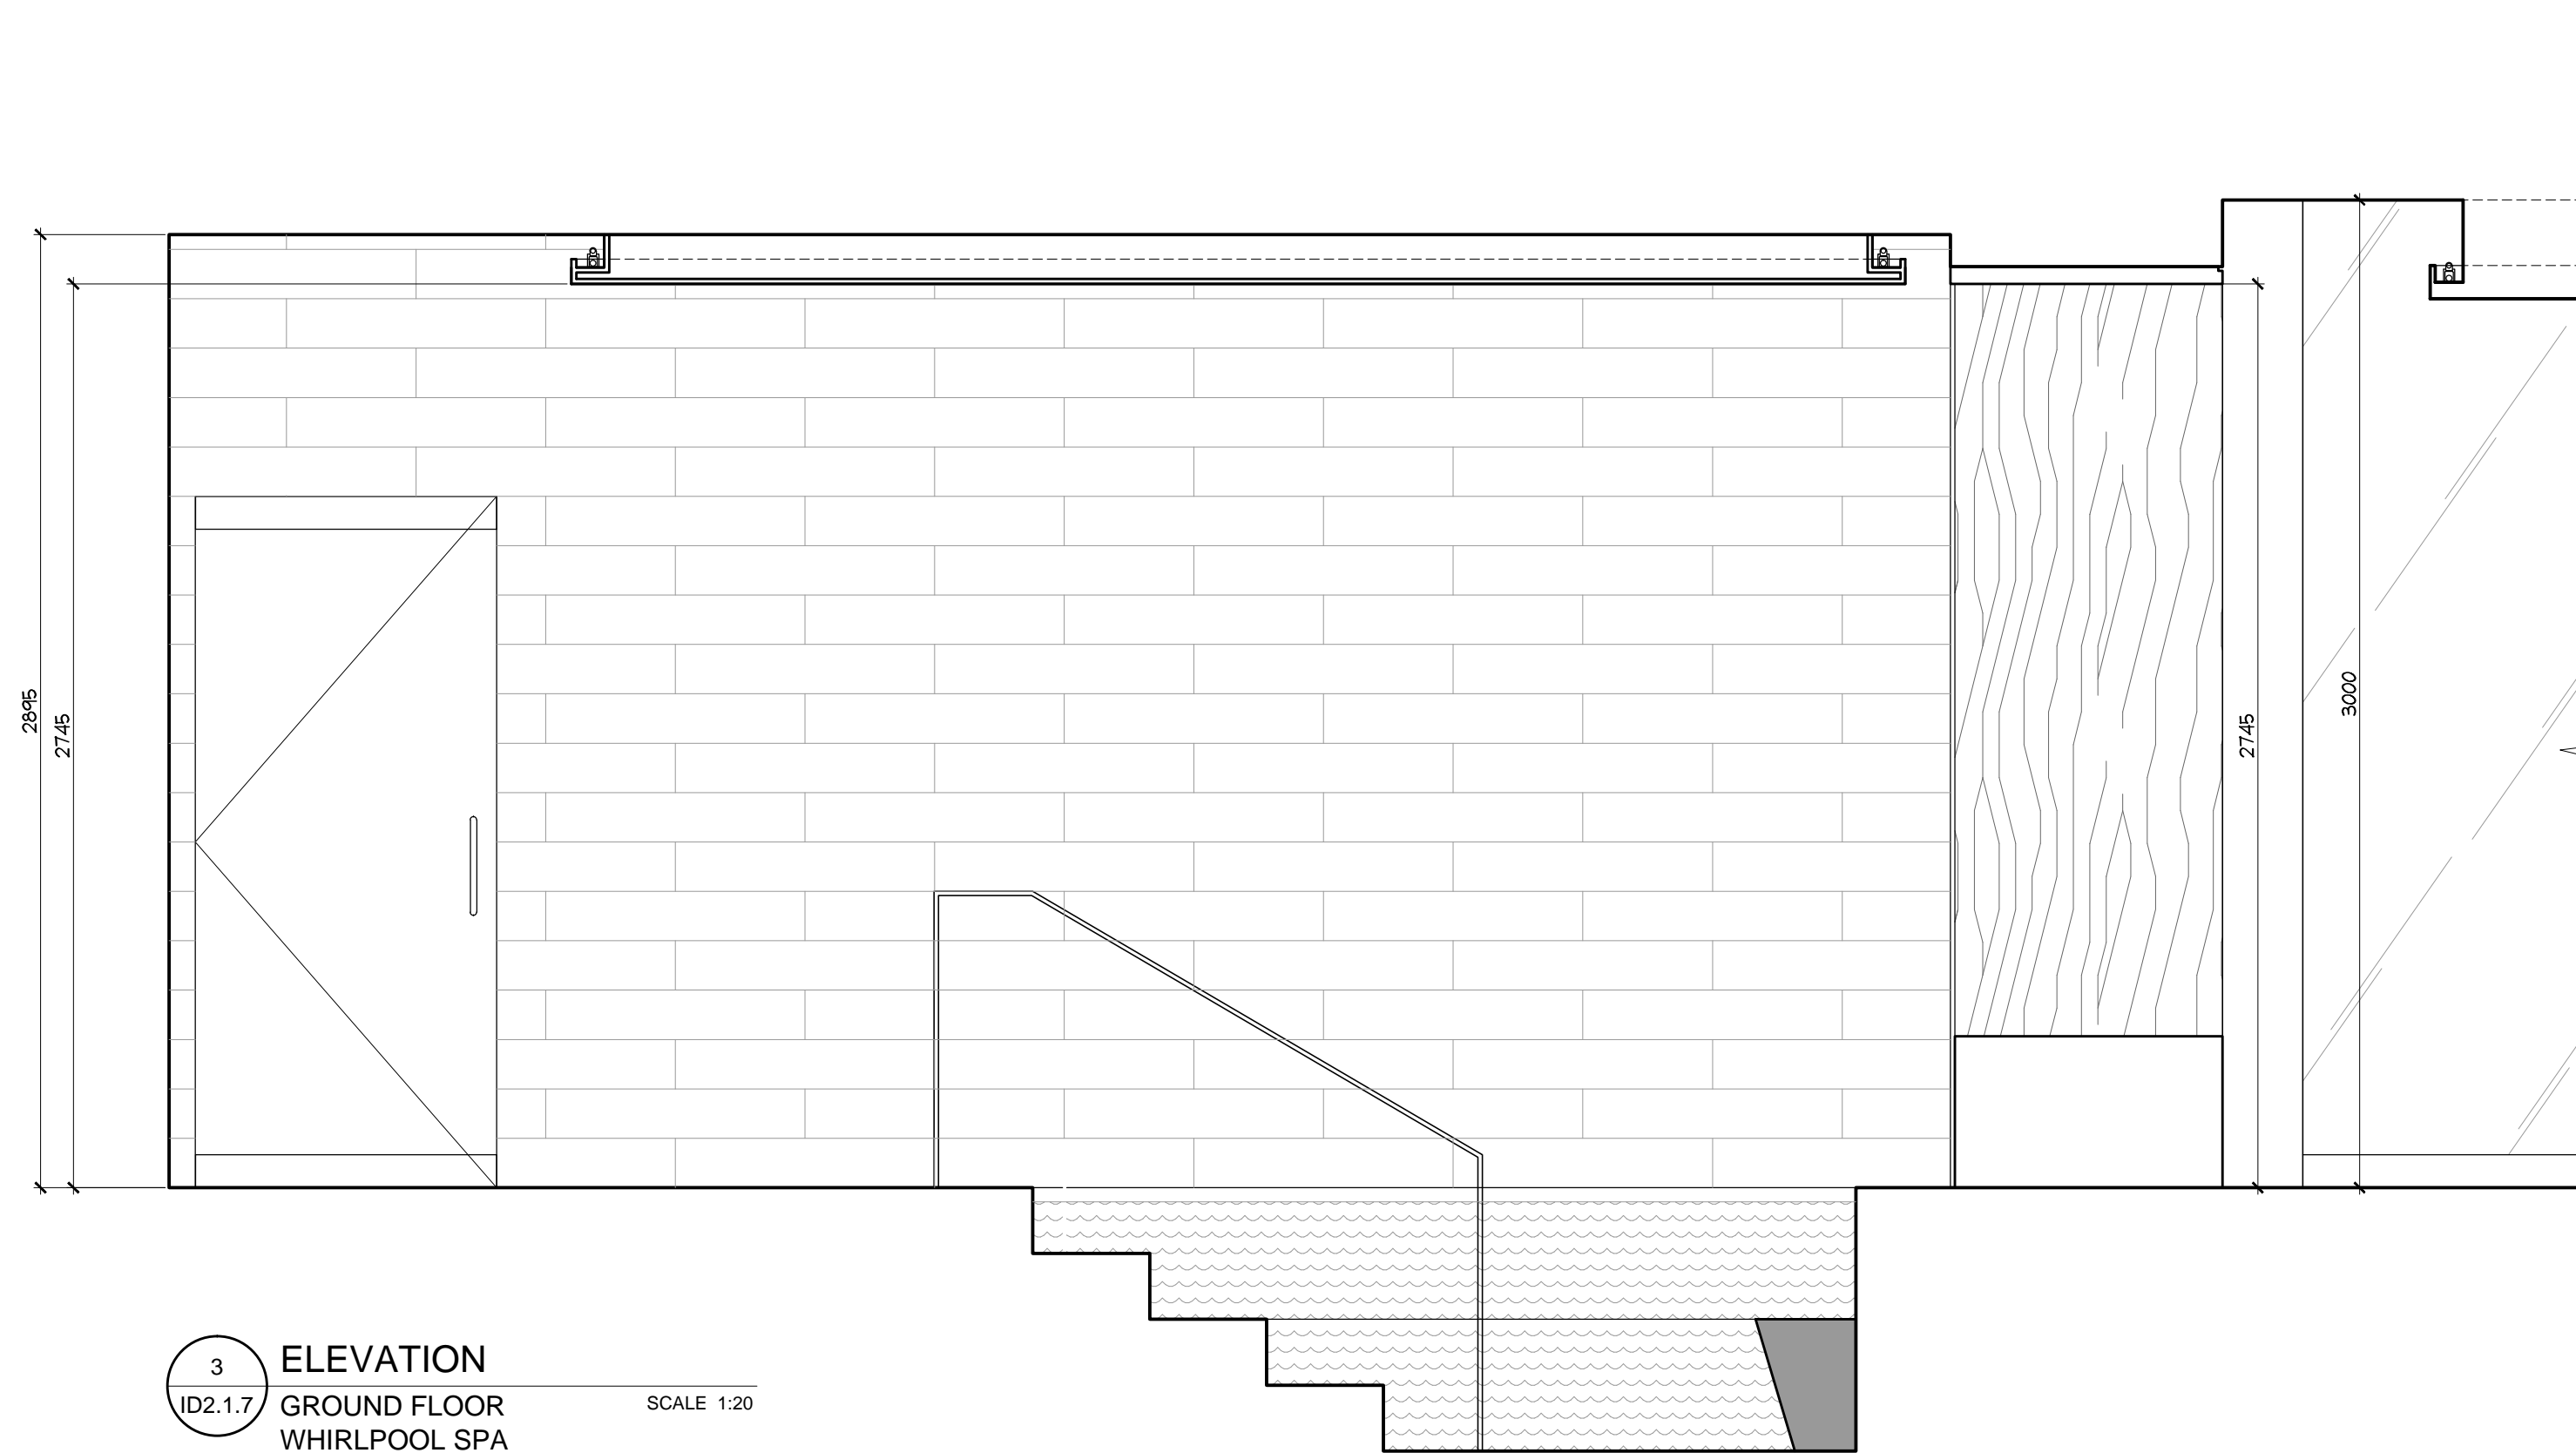 2895
2745
2745
3000
3
ELEVATION
ID2.1.7
GROUND FLOOR
SCALE 1:20
WHIRLPOOL SPA